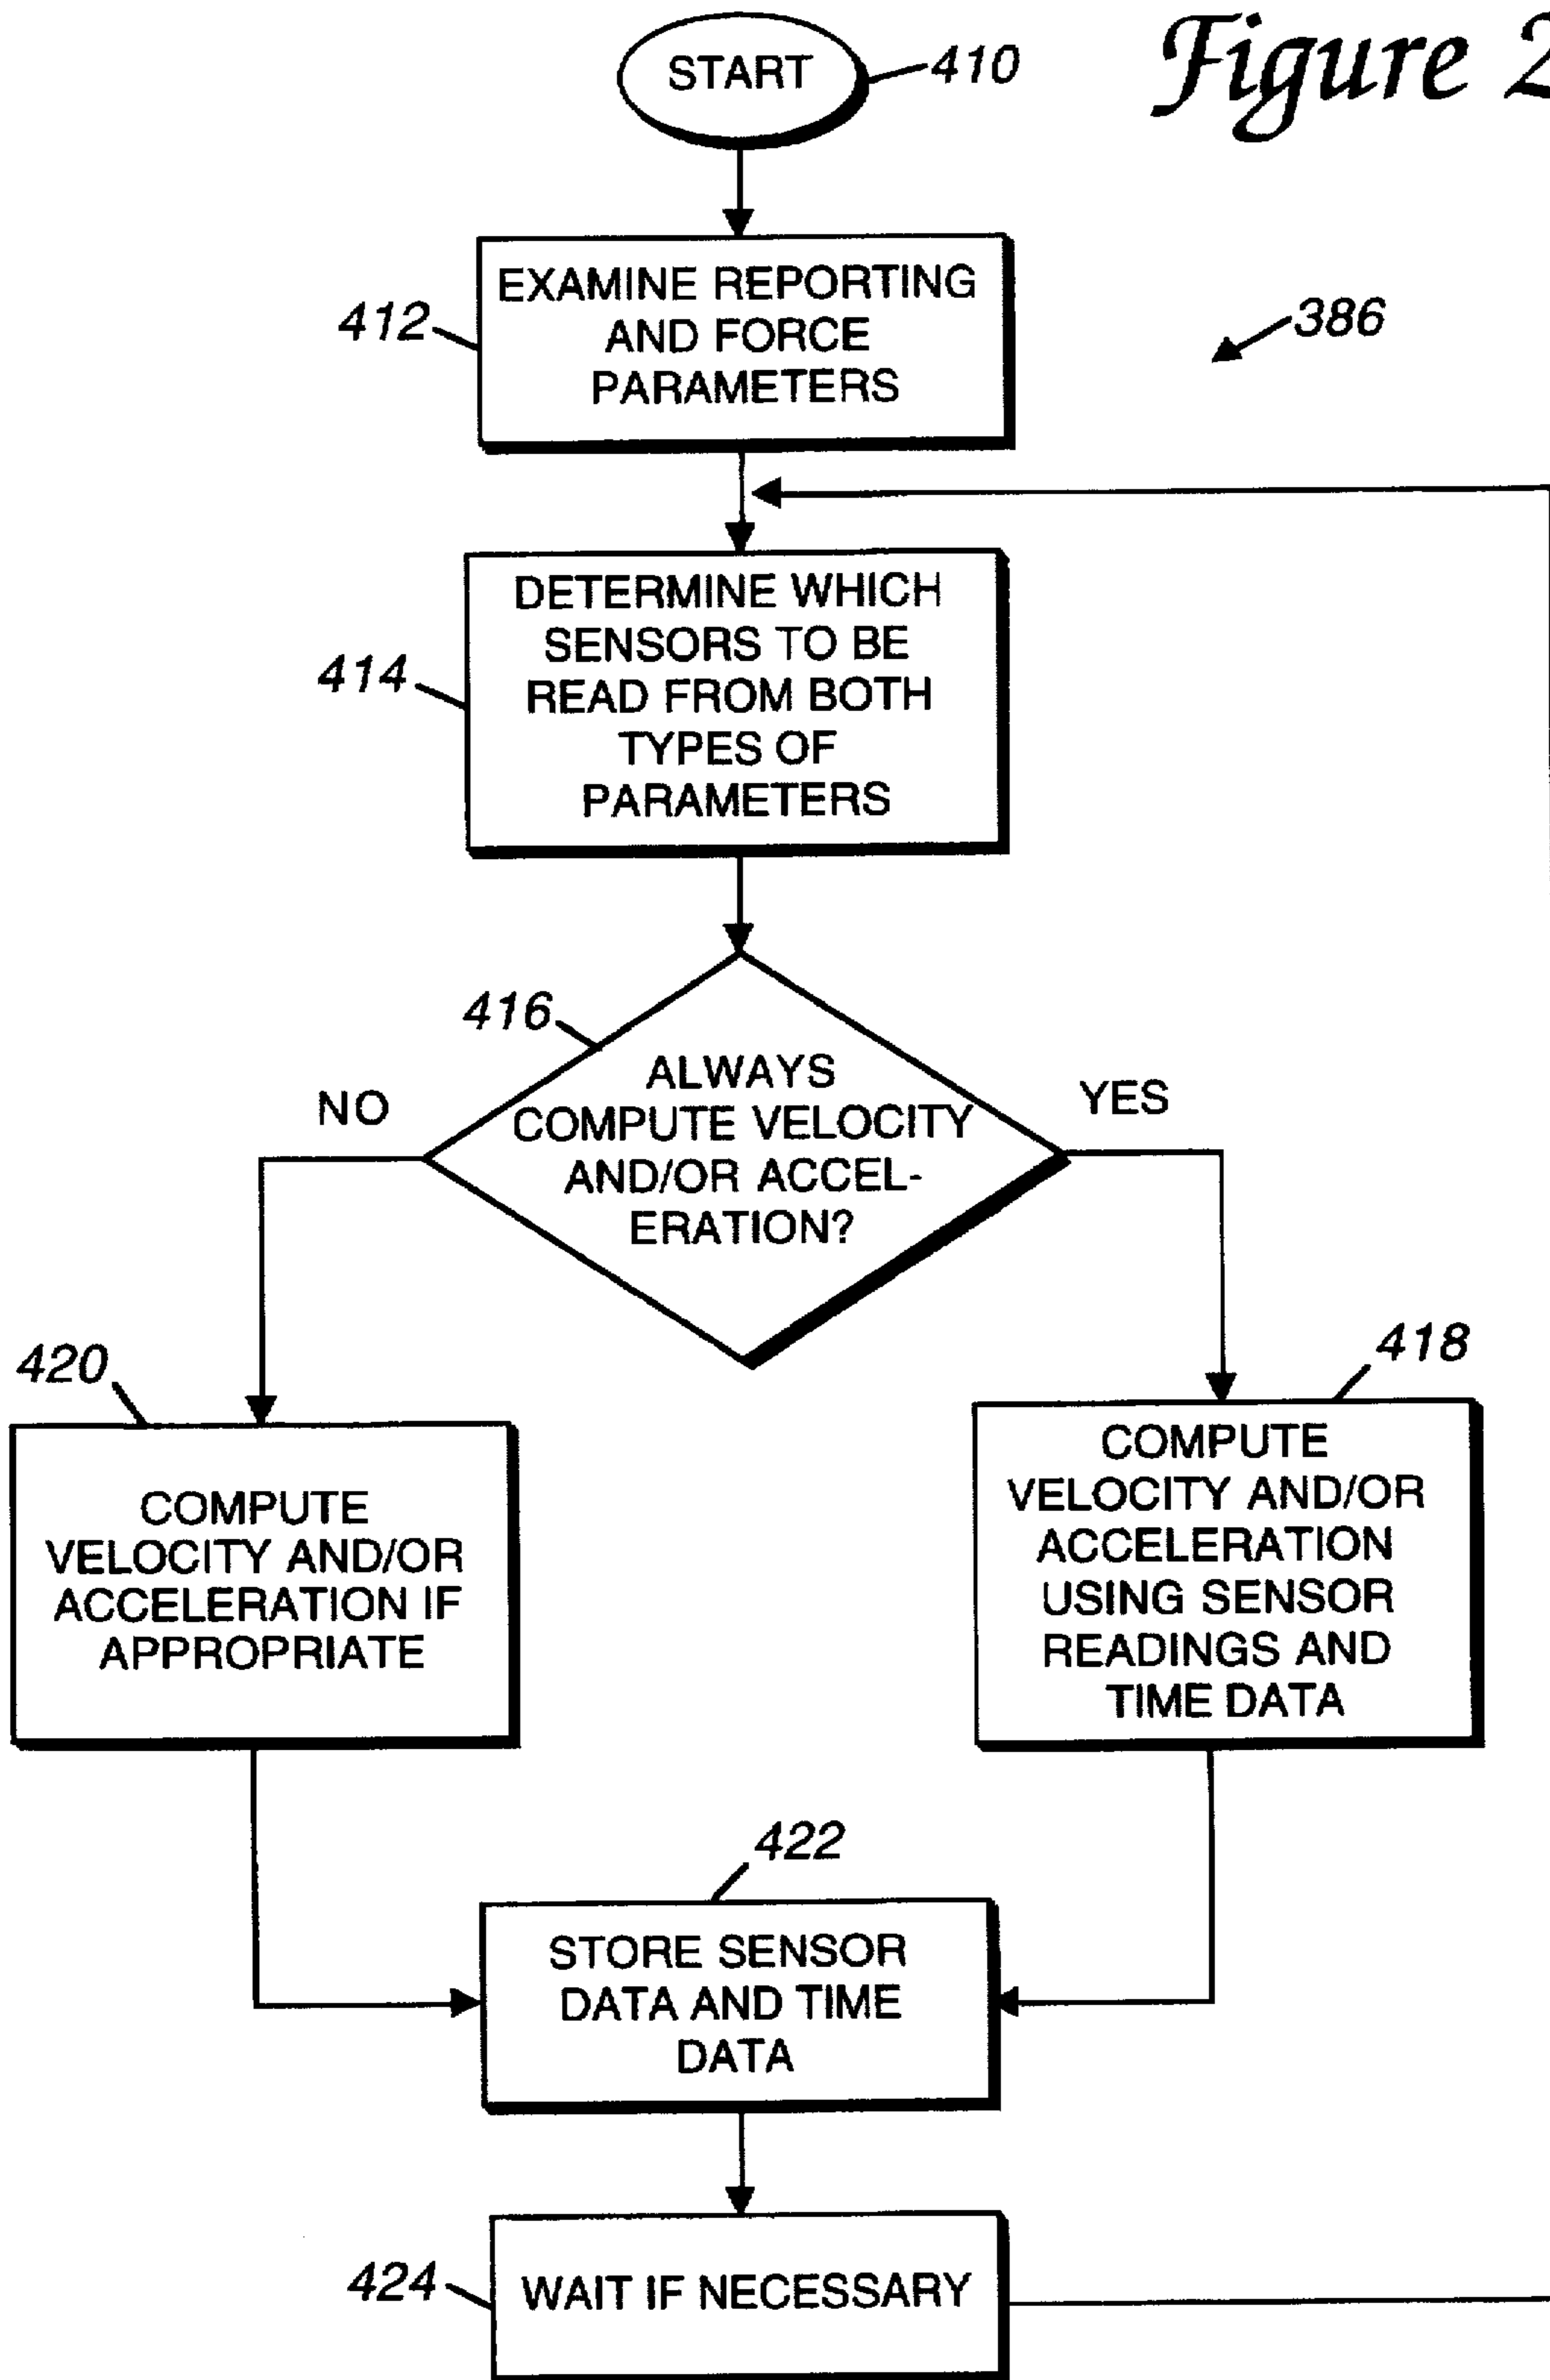 Figure 2
START
410
EXAMINE REPORTING
AND FORCE
PARAMETERS
412
386
DETERMINE WHICH
SENSORS TO BE
READ FROM BOTH
TYPES OF
PARAMETERS
414
416
ALWAYS
COMPUTE VELOCITY
AND/OR ACCEL-
ERATION?
NO
YES
420
COMPUTE
VELOCITY AND/OR
ACCELERATION IF
APPROPRIATE
418
COMPUTE
VELOCITY AND/OR
ACCELERATION
USING SENSOR
READINGS AND
TIME DATA
422
STORE SENSOR
DATA AND TIME
DATA
424
WAIT IF NECESSARY